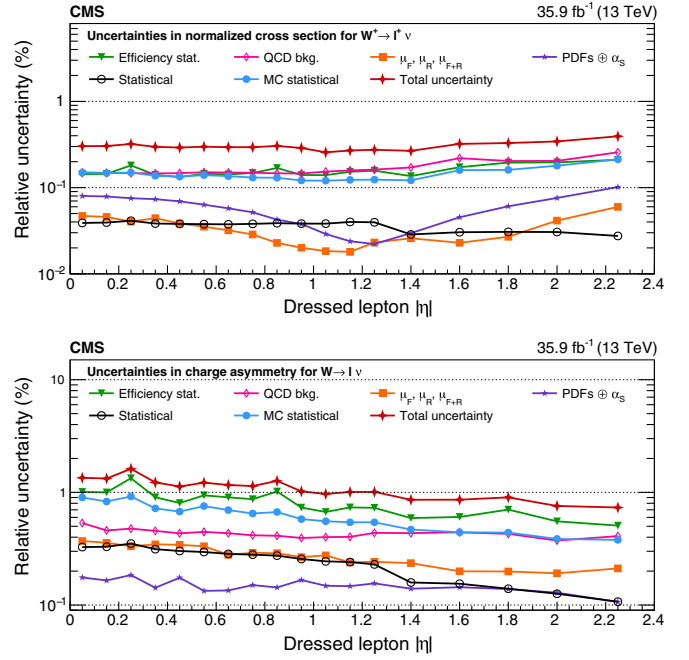 CMS 35.9 fb⁻¹ (13 TeV)
Uncertainties in normalized cross section for W⁺→ l⁺ ν
Efficiency stat. QCD bkg. μF, μR, μF+R PDFs ⊕ αS
Statistical MC statistical Total uncertainty
Relative uncertainty (%)
1
10⁻¹
10⁻²
0 0.2 0.4 0.6 0.8 1 1.2 1.4 1.6 1.8 2 2.2 2.4
Dressed lepton |η|
CMS 35.9 fb⁻¹ (13 TeV)
Uncertainties in charge asymmetry for W→ l ν
Efficiency stat. QCD bkg. μF, μR, μF+R PDFs ⊕ αS
Statistical MC statistical Total uncertainty
Relative uncertainty (%)
10
1
10⁻¹
0 0.2 0.4 0.6 0.8 1 1.2 1.4 1.6 1.8 2 2.2 2.4
Dressed lepton |η|